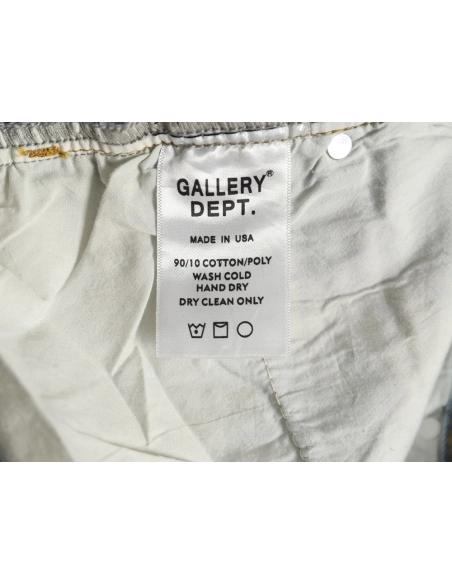 GALLERY®
DEPT.
MADE IN USA
90/10 COTTON/POLY
WASH COLD
HAND DRY
DRY CLEAN ONLY